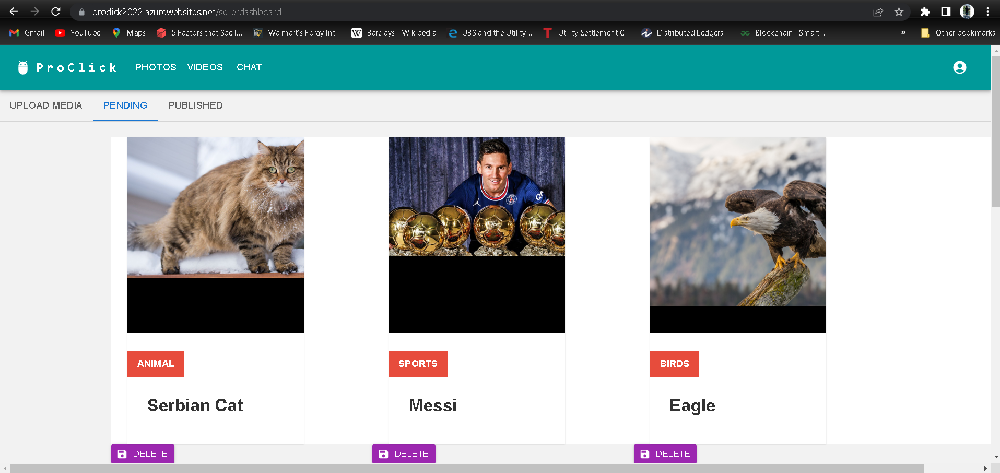 prodick2022.azurewebsites.net/sellerdashboard
Gmail YouTube Maps 5 Factors that Spell... Walmart's Foray Int... Barclays - Wikipedia UBS and the Utility... Utility Settlement C... Distributed Ledgers... Blockchain | Smart... » Other bookmarks
ProClick PHOTOS VIDEOS CHAT
UPLOAD MEDIA PENDING PUBLISHED
ANIMAL SPORTS BIRDS
Serbian Cat Messi Eagle
DELETE DELETE DELETE